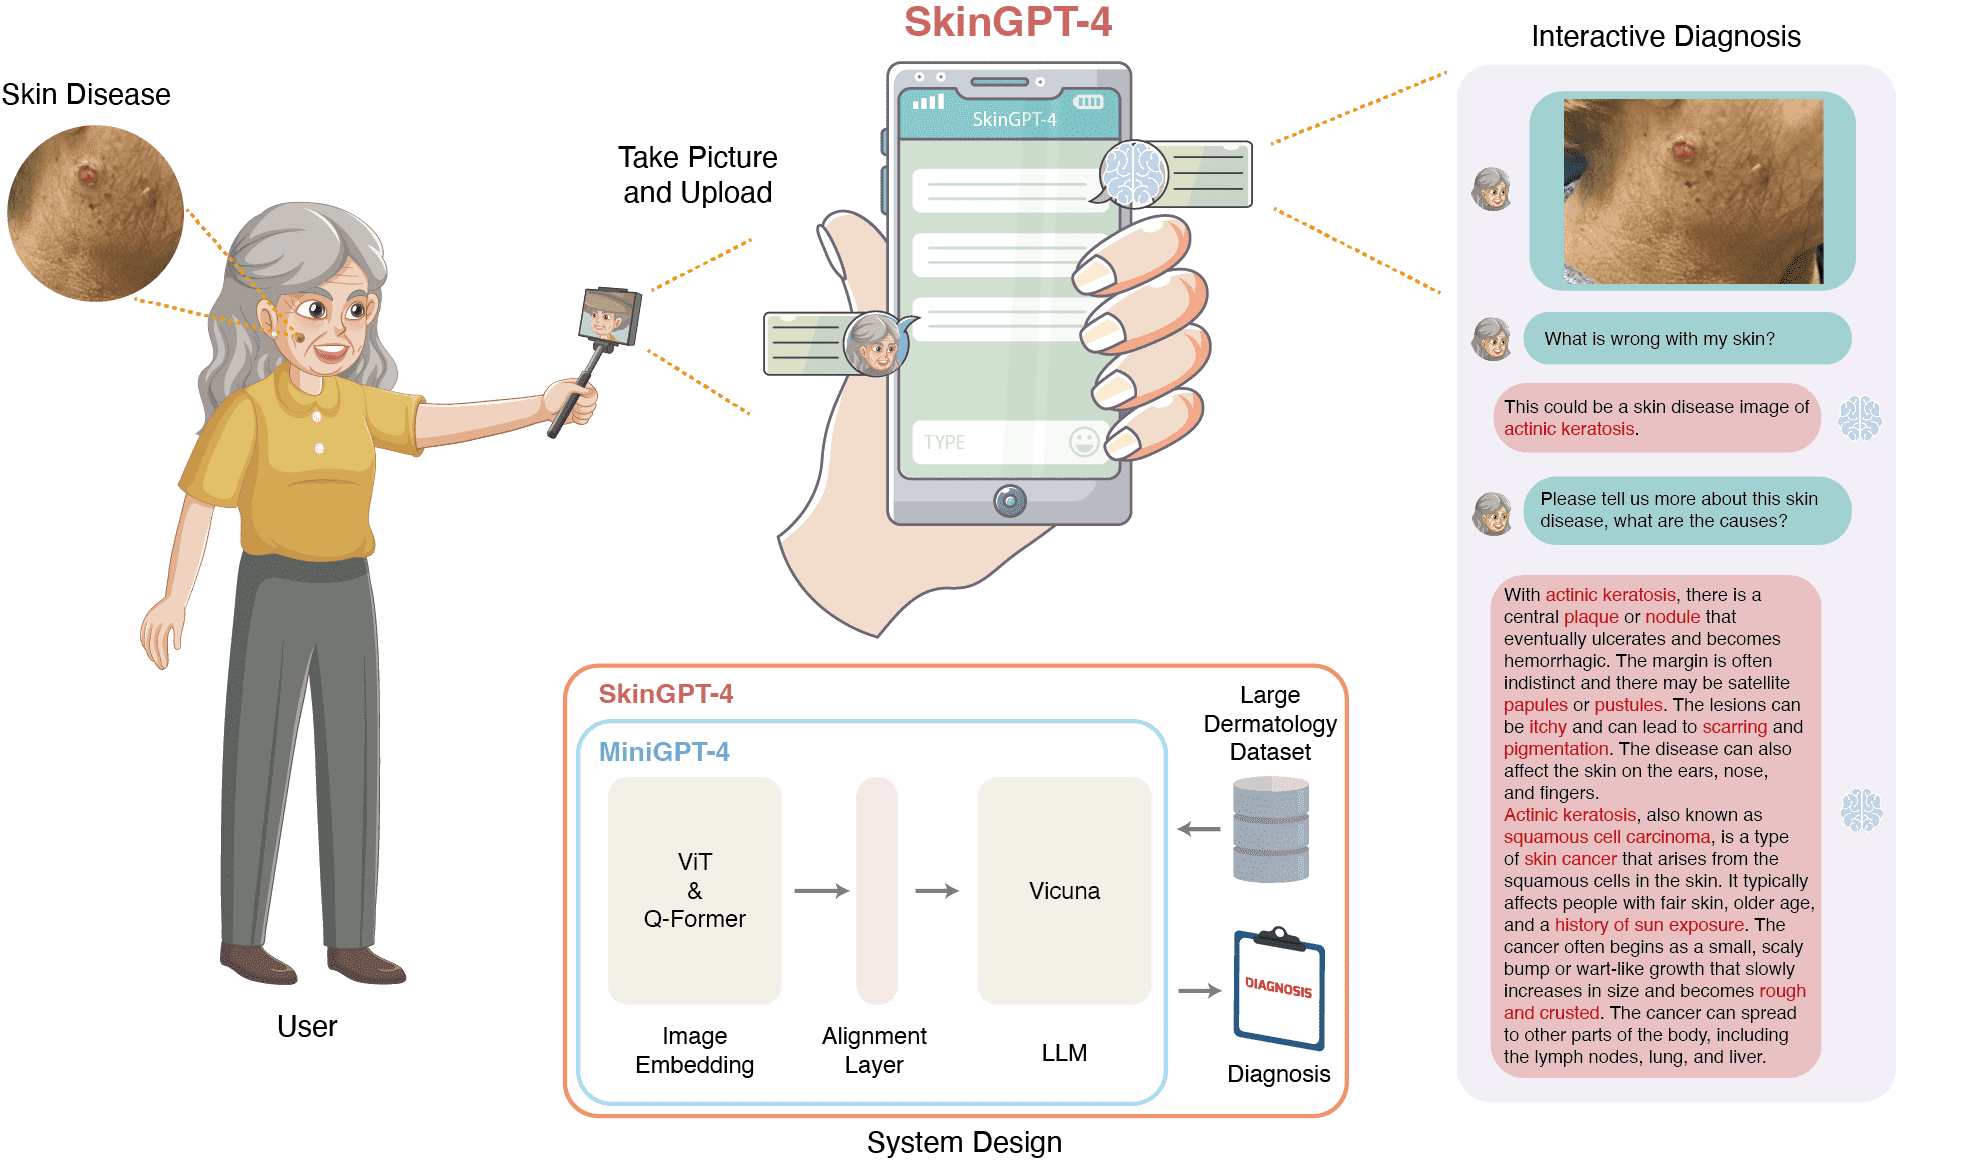 SkinGPT-4
Skin Disease
Take Picture
and Upload
SkinGPT-4
TYPE
User
Interactive Diagnosis
What is wrong with my skin?
This could be a skin disease image of
actinic keratosis.
Please tell us more about this skin
disease, what are the causes?
With actinic keratosis, there is a
central plaque or nodule that
eventually ulcerates and becomes
hemorrhagic. The margin is often
indistinct and there may be satellite
papules or pustules. The lesions can
be itchy and can lead to scarring and
pigmentation. The disease can also
affect the skin on the ears, nose,
and fingers.
Actinic keratosis, also known as
squamous cell carcinoma, is a type
of skin cancer that arises from the
squamous cells in the skin. It typically
affects people with fair skin, older age,
and a history of sun exposure. The
cancer often begins as a small, scaly
bump or wart-like growth that slowly
increases in size and becomes rough
and crusted. The cancer can spread
to other parts of the body, including
the lymph nodes, lung, and liver.
SkinGPT-4
MiniGPT-4
ViT
&
Q-Former
Image
Embedding
Alignment
Layer
Vicuna
LLM
Large
Dermatology
Dataset
DIAGNOSIS
Diagnosis
System Design